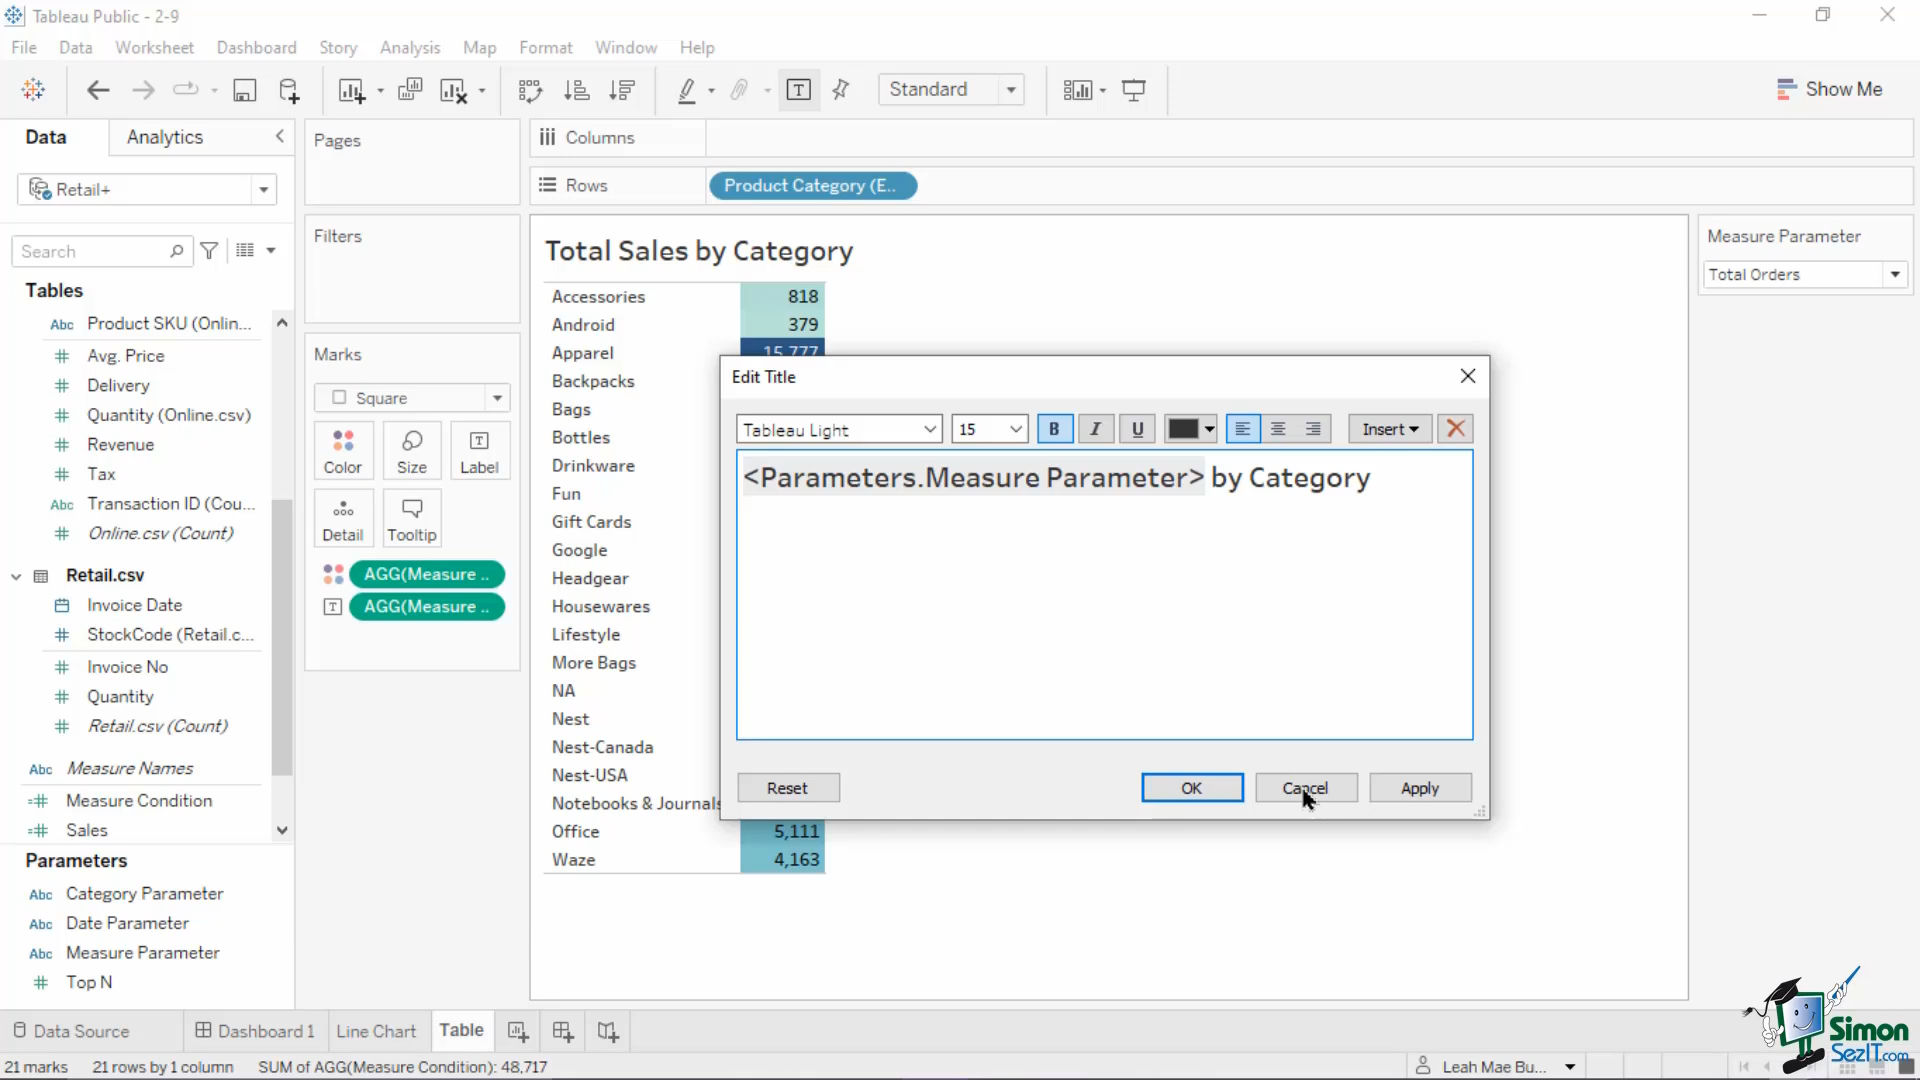 Tableau Public - 2-9
File Data Worksheet Dashboard Story Analysis Map Format Window Help
Standard
Show Me
Data
Analytics
Retail+
Search
Tables
Abc Product SKU (Onlin...
Avg. Price
Delivery
Quantity (Online.csv)
Revenue
Tax
Abc Transaction ID (Cou...
Online.csv (Count)
Retail.csv
Invoice Date
StockCode (Retail.c...
Invoice No
Quantity
Retail.csv (Count)
Abc Measure Names
Measure Condition
Sales
Parameters
Abc Category Parameter
Abc Date Parameter
Abc Measure Parameter
Top N
Pages
Filters
Marks
Square
Color Size Label
Detail Tooltip
AGG(Measure ..
AGG(Measure ..
Columns
Rows
Product Category (E..
Total Sales by Category
Accessories 818
Android 379
Apparel 15,777
Backpacks
Bags
Bottles
Drinkware
Fun
Gift Cards
Google
Headgear
Housewares
Lifestyle
More Bags
NA
Nest
Nest-Canada
Nest-USA
Notebooks & Journals
Office 5,111
Waze 4,163
Edit Title
Tableau Light 15 B I U Insert
<Parameters.Measure Parameter> by Category
Reset OK Cancel Apply
Measure Parameter
Total Orders
Data Source Dashboard 1 Line Chart Table
21 marks 21 rows by 1 column SUM of AGG(Measure Condition): 48,717
Leah Mae Bu...
Simon
SezIT.com